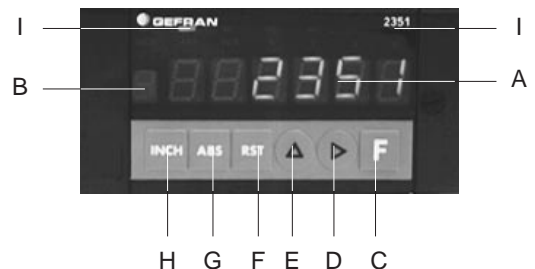 I GEFRAN 2351 I
B 2351 A
INCH ABS RST F
H G F E D C